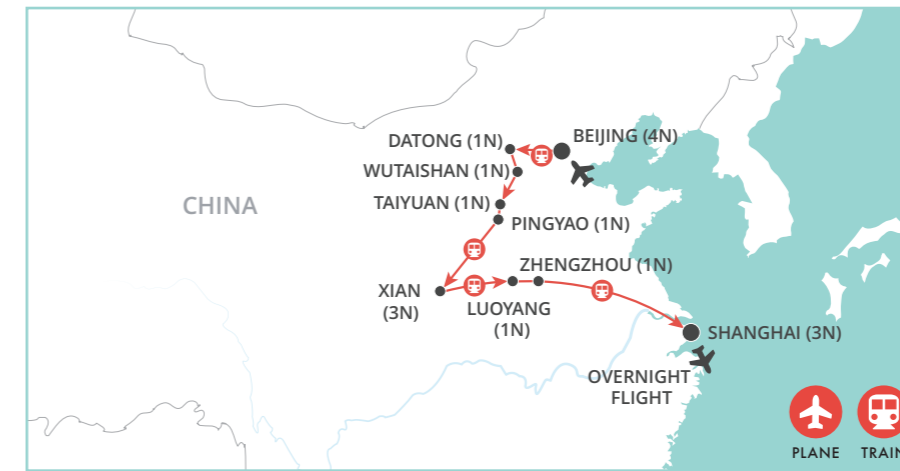 DATONG (1N)
BEIJING (4N)
WUTAISHAN (1N)
TAIYUAN (1N)
CHINA
PINGYAO (1N)
ZHENGZHOU (1N)
XIAN
(3N)
LUOYANG
(1N)
SHANGHAI (3N)
OVERNIGHT
FLIGHT
PLANE
TRAIN